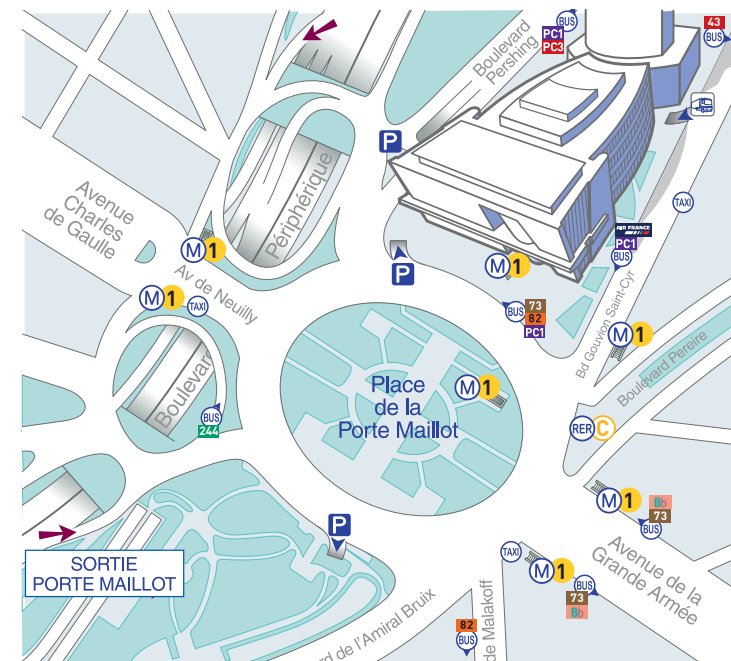 BUS
PC1
PC3
43
BUS
Boulevard
Pershing
P
Périphérique
Avenue
Charles
de Gaulle
TAXI
AIR FRANCE
PC1
BUS
M 1
P
M 1
Av de Neuilly
M 1
TAXI
BUS
73
82
PC1
Bd Gouvion Saint-Cyr
M 1
Boulevard Pereire
Boulevard
BUS
244
Place
de la
Porte Maillot
M 1
RER C
M 1
Bb
73
BUS
Avenue de la
Grande Armée
P
SORTIE
PORTE MAILLOT
TAXI
M 1
BUS
73
Bb
rd de l'Amiral Bruix
82
BUS
de Malakoff